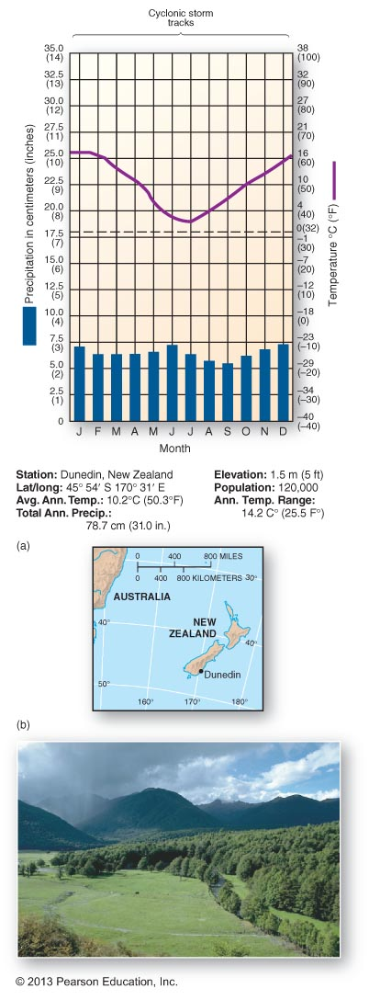 Cyclonic storm
tracks
Precipitation in centimeters (inches)
35.0
(14)
32.5
(13)
30.0
(12)
27.5
(11)
25.0
(10)
22.5
(9)
20.0
(8)
17.5
(7)
15.0
(6)
12.5
(5)
10.0
(4)
7.5
(3)
5.0
(2)
2.5
(1)
0
38
(100)
32
(90)
27
(80)
21
(70)
16
(60)
10
(50)
4
(40)
0(32)
−1
(30)
−7
(20)
−12
(10)
−18
(0)
−23
(−10)
−29
(−20)
−34
(−30)
−40
(−40)
Temperature °C (°F)
J F M A M J J A S O N D
Month
Station: Dunedin, New Zealand
Lat/long: 45° 54′ S 170° 31′ E
Avg. Ann. Temp.: 10.2°C (50.3°F)
Total Ann. Precip.:
78.7 cm (31.0 in.)
Elevation: 1.5 m (5 ft)
Population: 120,000
Ann. Temp. Range:
14.2 C° (25.5 F°)
(a)
0 400 800 MILES
0 400 800 KILOMETERS
30°
AUSTRALIA
40°
NEW
ZEALAND
40°
Dunedin
50°
160° 170° 180°
(b)
© 2013 Pearson Education, Inc.